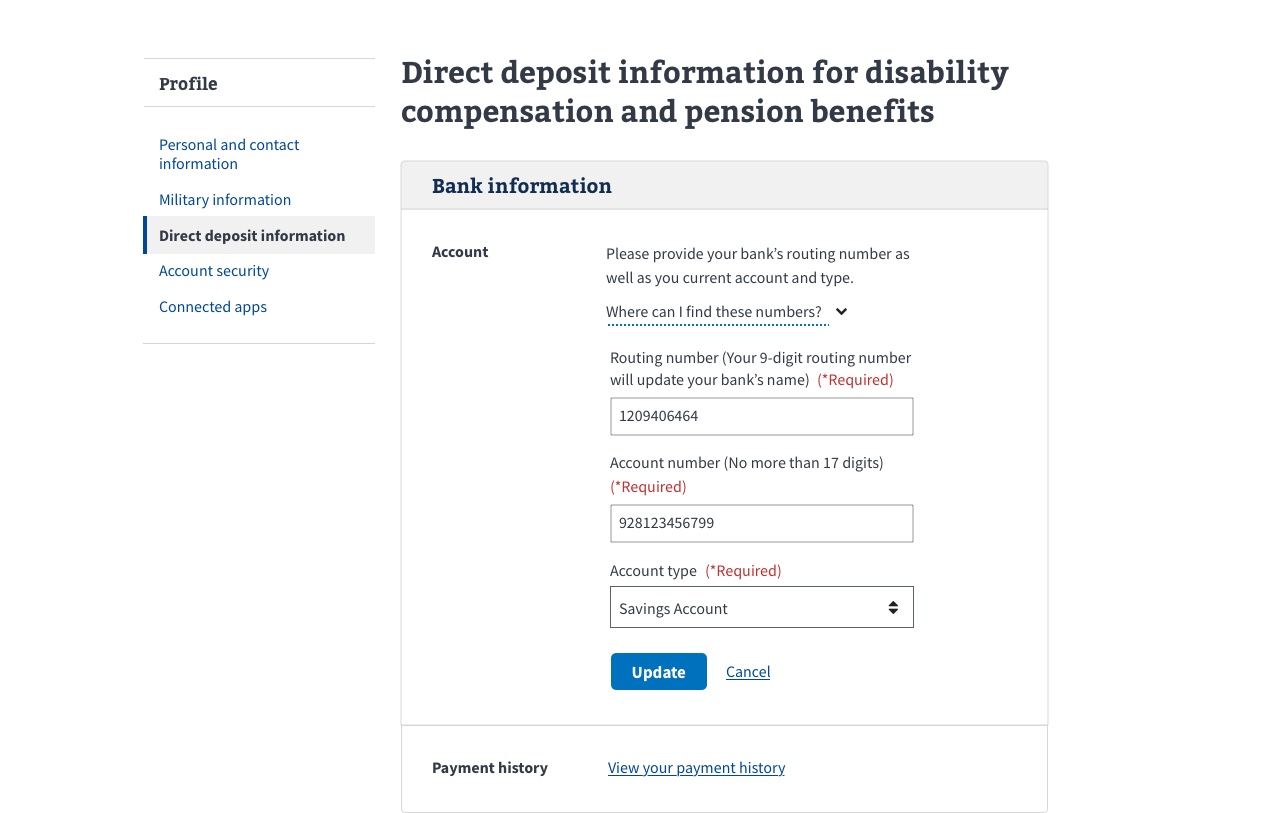 Profile
Personal and contact
information
Military information
Direct deposit information
Account security
Connected apps
Direct deposit information for disability
compensation and pension benefits
Bank information
Account
Please provide your bank’s routing number as
well as you current account and type.
Where can I find these numbers?
Routing number (Your 9-digit routing number
will update your bank’s name) (*Required)
1209406464
Account number (No more than 17 digits)
(*Required)
928123456799
Account type (*Required)
Savings Account
Update Cancel
Payment history View your payment history